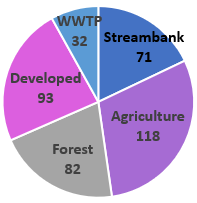 WWTP
32
Streambank
71
Developed
93
Agriculture
118
Forest
82